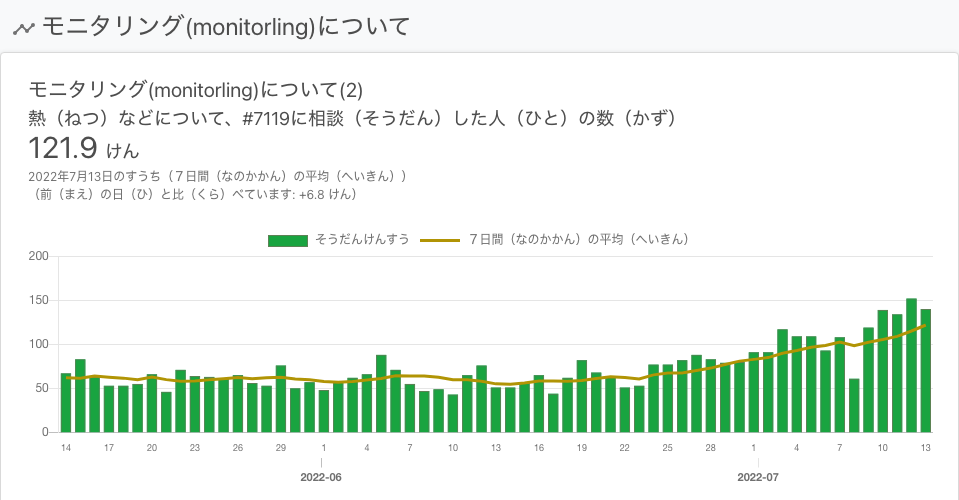 モニタリング(monitorling)について
モニタリング(monitorling)について(2)
熱（ねつ）などについて、#7119に相談（そうだん）した人（ひと）の数（かず）
121.9 けん
2022年7月13日のすうち（７日間（なのかかん）の平均（へいきん））
（前（まえ）の日（ひ）と比（くら）べています: +6.8 けん）
そうだんけんすう ７日間（なのかかん）の平均（へいきん）
200
150
100
50
0
14 17 20 23 26 29 1 4 7 10 13 16 19 22 25 28 1 4 7 10 13
2022-06 2022-07